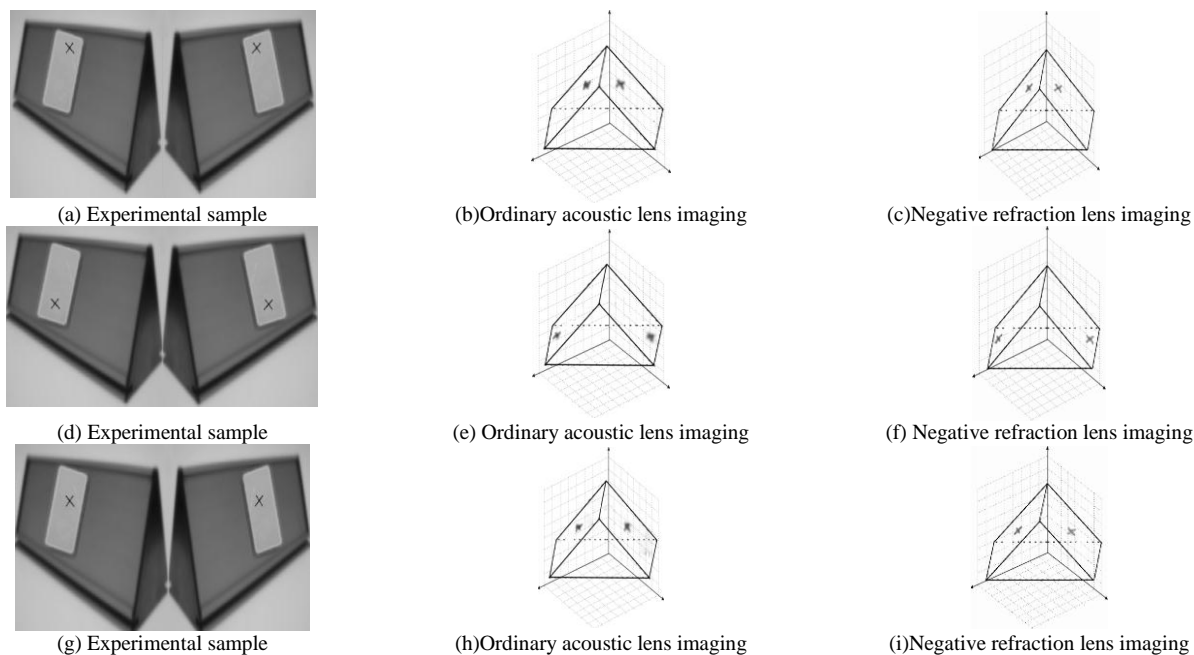 (a) Experimental sample
(b)Ordinary acoustic lens imaging
(c)Negative refraction lens imaging
(d) Experimental sample
(e) Ordinary acoustic lens imaging
(f) Negative refraction lens imaging
(g) Experimental sample
(h)Ordinary acoustic lens imaging
(i)Negative refraction lens imaging